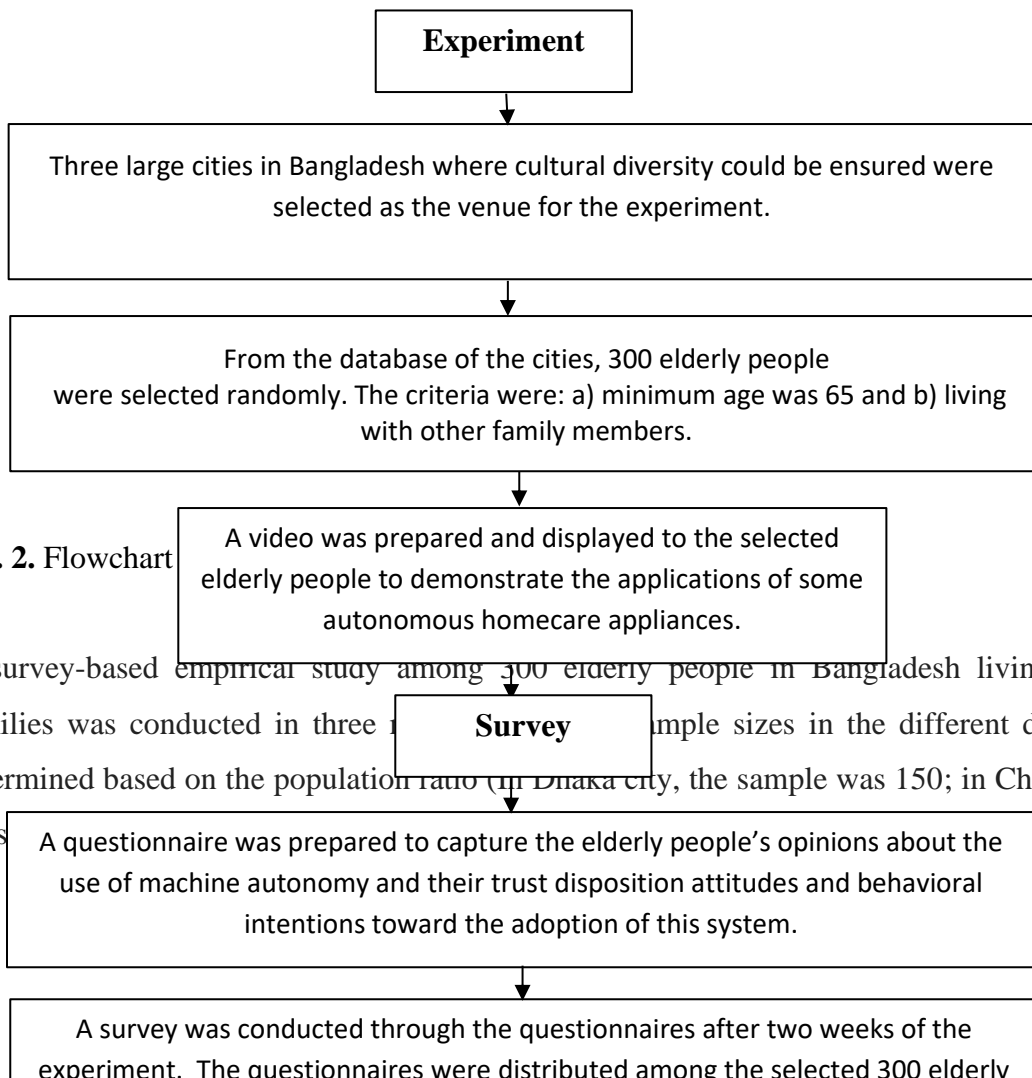 Experiment
Three large cities in Bangladesh where cultural diversity could be ensured were
selected as the venue for the experiment.
From the database of the cities, 300 elderly people
were selected randomly. The criteria were: a) minimum age was 65 and b) living
with other family members.
A video was prepared and displayed to the selected
elderly people to demonstrate the applications of some
autonomous homecare appliances.
. 2. Flowchart
survey-based empirical study among 300 elderly people in Bangladesh livin
ilies was conducted in three
ample sizes in the different d
ermined based on the population ratio (in Dhaka city, the sample was 150; in Ch
s
Survey
A questionnaire was prepared to capture the elderly people’s opinions about the
use of machine autonomy and their trust disposition attitudes and behavioral
intentions toward the adoption of this system.
A survey was conducted through the questionnaires after two weeks of the
experiment. The questionnaires were distributed among the selected 300 elderly